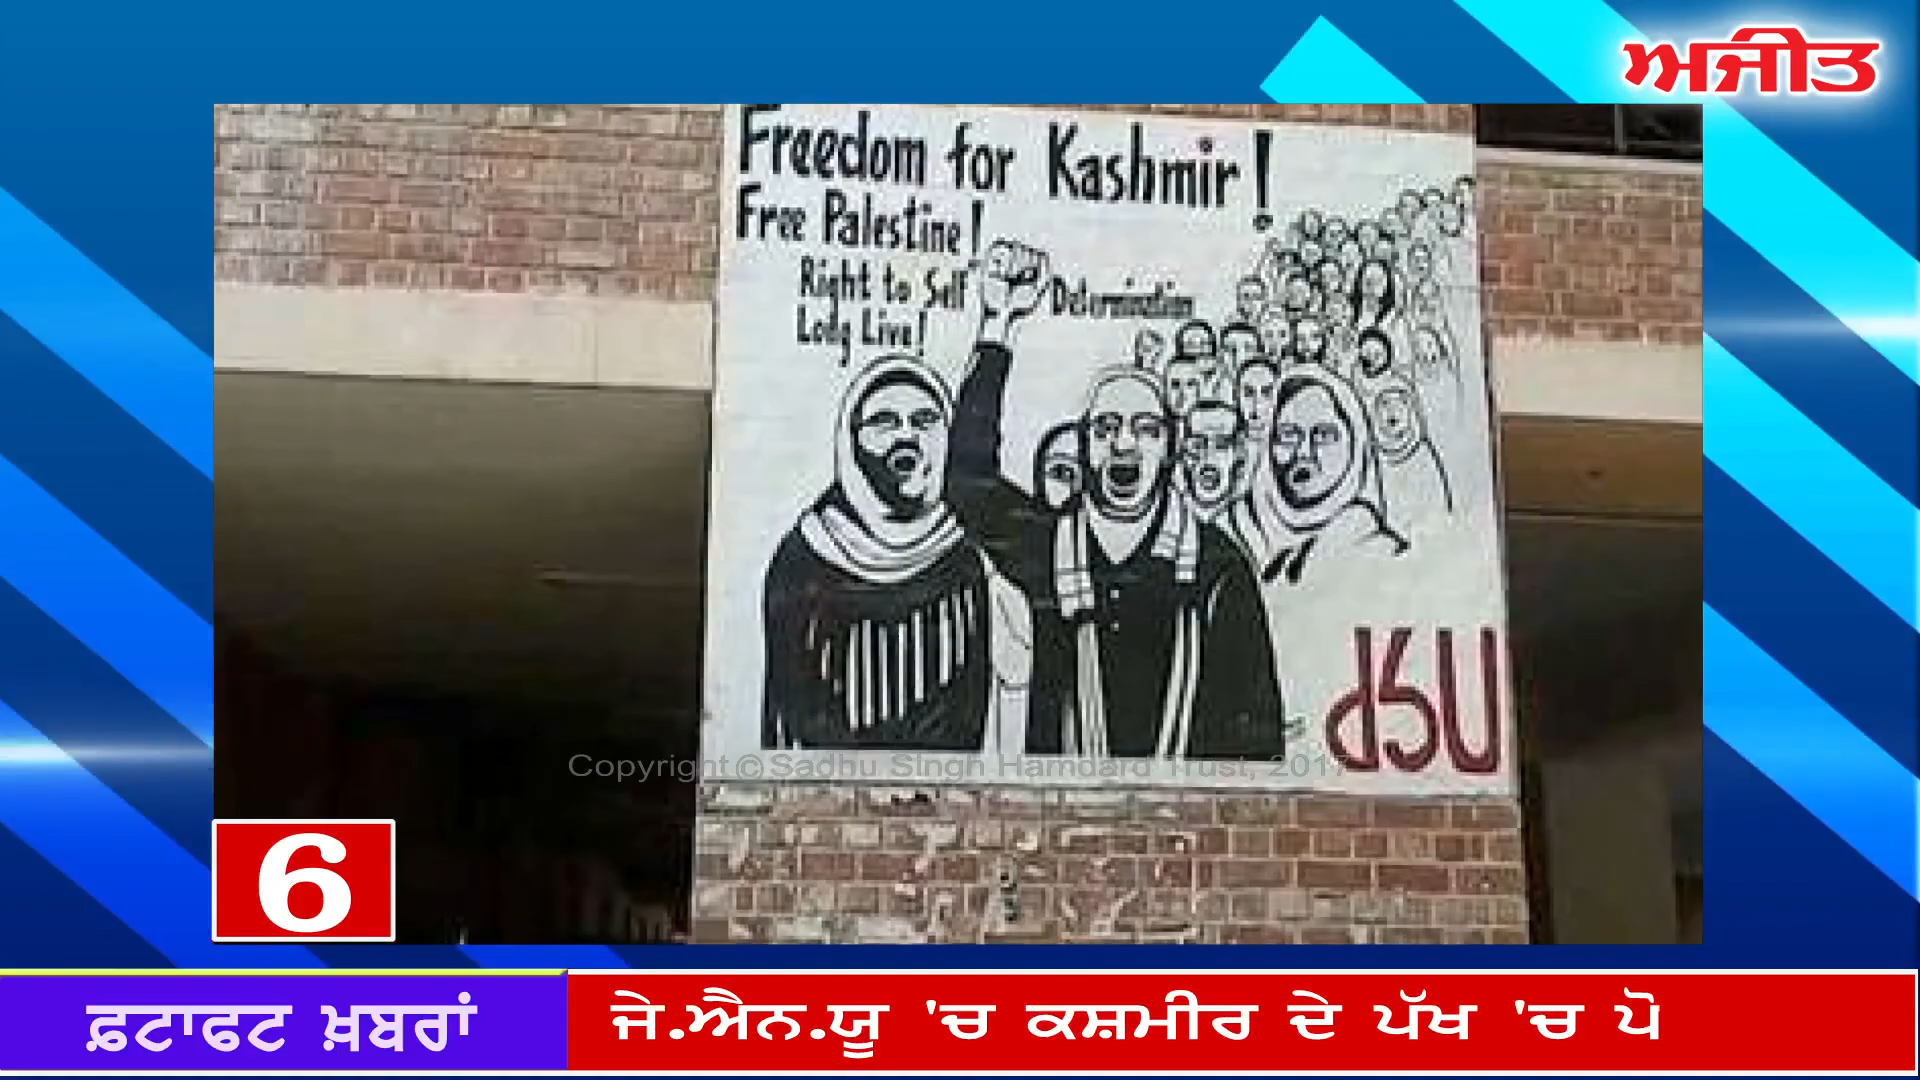 ਅਜੀਤ
Freedom for Kashmir!
Free Palestine!
Right to Self Determination
Long Live!
dsu
Copyright © Sadhu SIngh Hamdard Trust, 2017
6
ਫ਼ਟਾਫਟ ਖ਼ਬਰਾਂ
ਜੇ.ਐਨ.ਯੂ 'ਚ ਕਸ਼ਮੀਰ ਦੇ ਪੱਖ 'ਚ ਪੋ